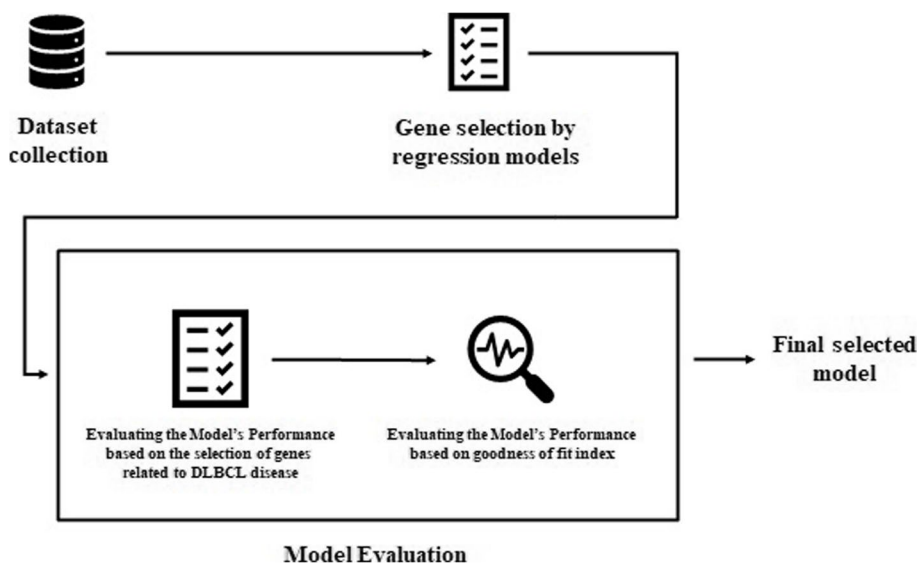 Dataset
collection
Gene selection by
regression models
Evaluating the Model's Performance
based on the selection of genes
related to DLBCL disease
Evaluating the Model's Performance
based on goodness of fit index
Final selected
model
Model Evaluation